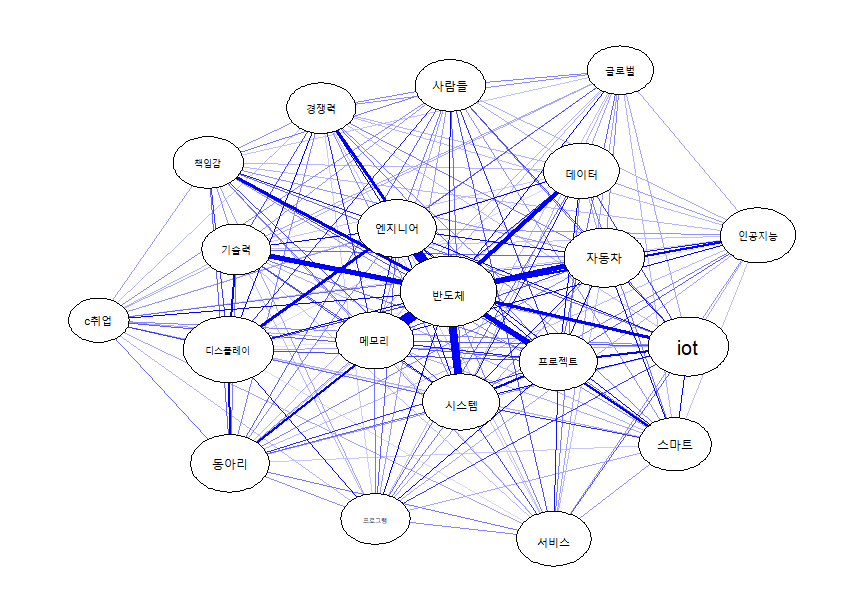 글로벌
사람들
경쟁력
책임감
데이터
엔지니어
인공지능
기술력
자동차
반도체
c취업
메모리
iot
디스플레이
프로젝트
시스템
스마트
동아리
프로그램
서비스